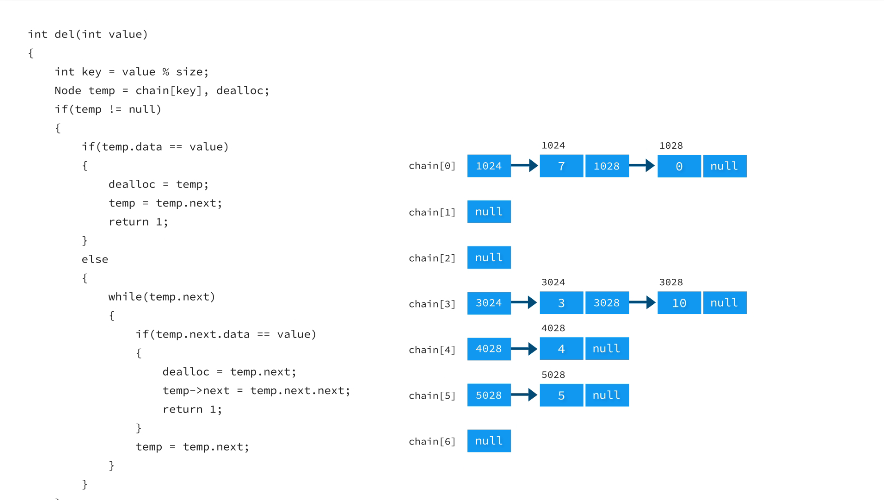 int del(int value)
{
int key = value % size;
Node temp = chain[key], dealloc;
if(temp != null)
{
if(temp.data == value)
{
dealloc = temp;
temp = temp.next;
return 1;
}
else
{
while(temp.next)
{
if(temp.next.data == value)
{
dealloc = temp.next;
temp->next = temp.next.next;
return 1;
}
temp = temp.next;
}
}
1024 1028
chain[0] 1024 7 1028 0 null
chain[1] null
chain[2] null
3024 3028
chain[3] 3024 3 3028 10 null
4028
chain[4] 4028 4 null
5028
chain[5] 5028 5 null
chain[6] null